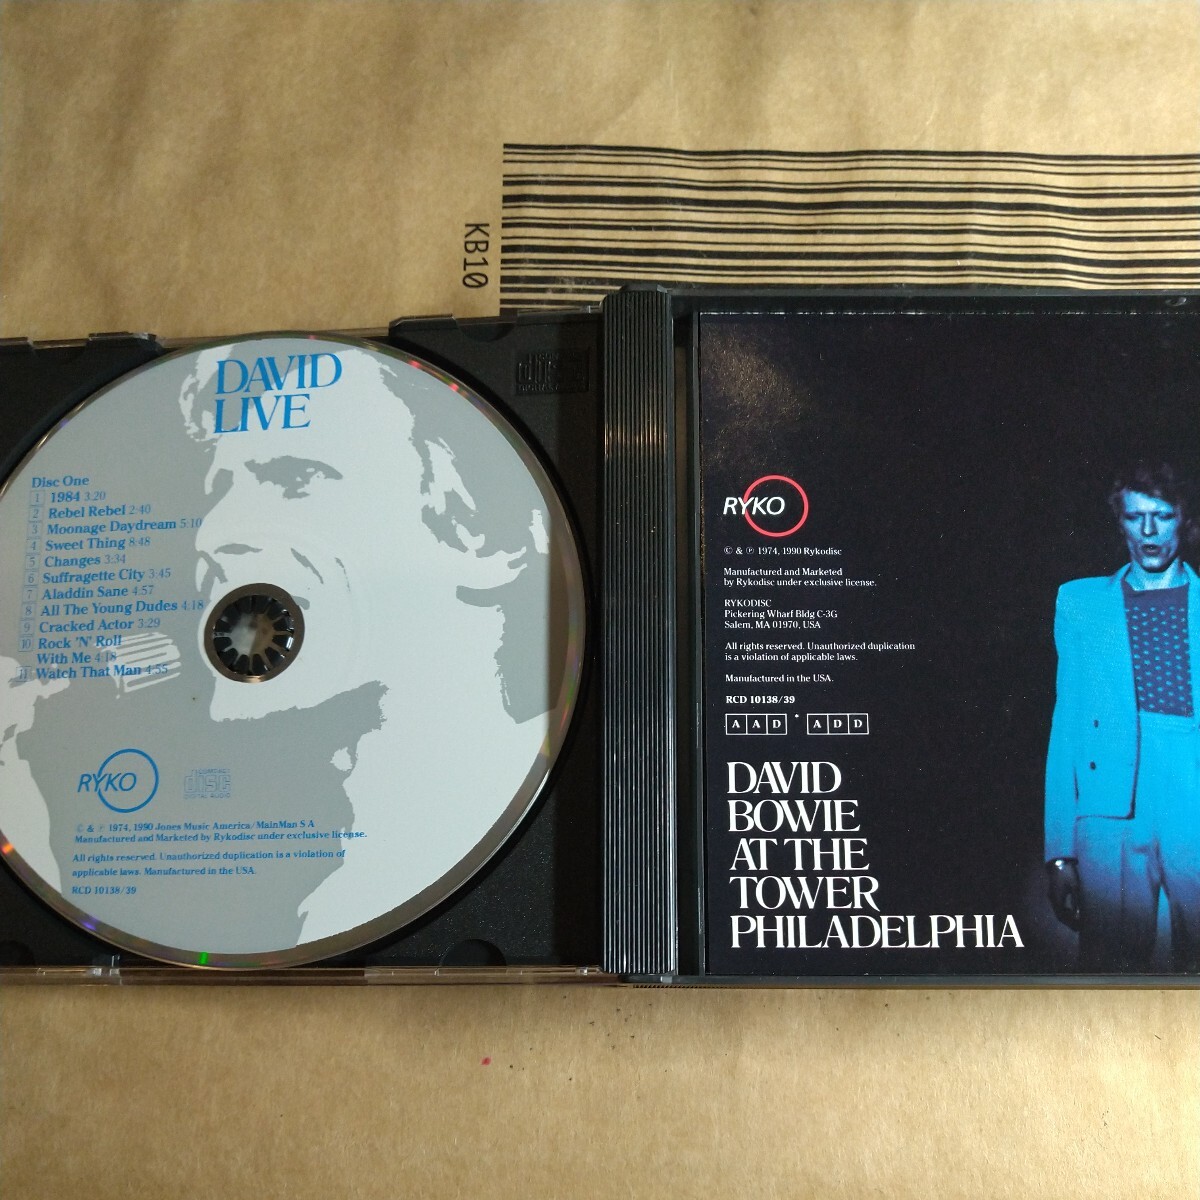 KB10
DAVID
LIVE
Disc One
1 1984 3:20
2 Rebel Rebel 2:40
3 Moonage Daydream 5:10
4 Sweet Thing 8:48
5 Changes 3:34
6 Suffragette City 3:45
7 Aladdin Sane 4:57
8 All The Young Dudes 4:18
9 Cracked Actor 3:29
10 Rock 'N' Roll
With Me 4:18
11 Watch That Man 4:55
RYKO
COMPACT
disc
DIGITAL AUDIO
© & ℗ 1974, 1990 Jones Music America/MainMan S A
Manufactured and Marketed by Rykodisc under exclusive license.
All rights reserved. Unauthorized duplication is a violation of
applicable laws. Manufactured in the USA.
RCD 10138/39
RYKO
© & ℗ 1974, 1990 Rykodisc
Manufactured and Marketed
by Rykodisc under exclusive license.
RYKODISC
Pickering Wharf Bldg C-3G
Salem, MA 01970, USA
All rights reserved. Unauthorized duplication
is a violation of applicable laws.
Manufactured in the USA.
RCD 10138/39
A A D • A D D
DAVID
BOWIE
AT THE
TOWER
PHILADELPHIA